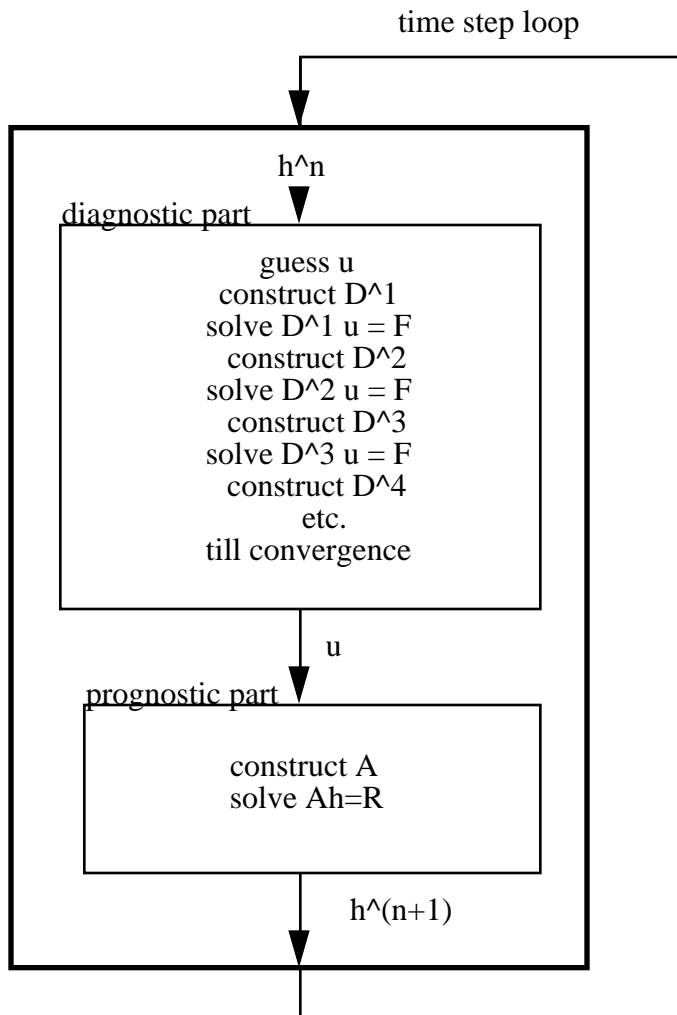 time step loop
h^n
diagnostic part
guess u
construct D^1
solve D^1 u = F
construct D^2
solve D^2 u = F
construct D^3
solve D^3 u = F
construct D^4
etc.
till convergence
u
prognostic part
construct A
solve Ah=R
h^(n+1)